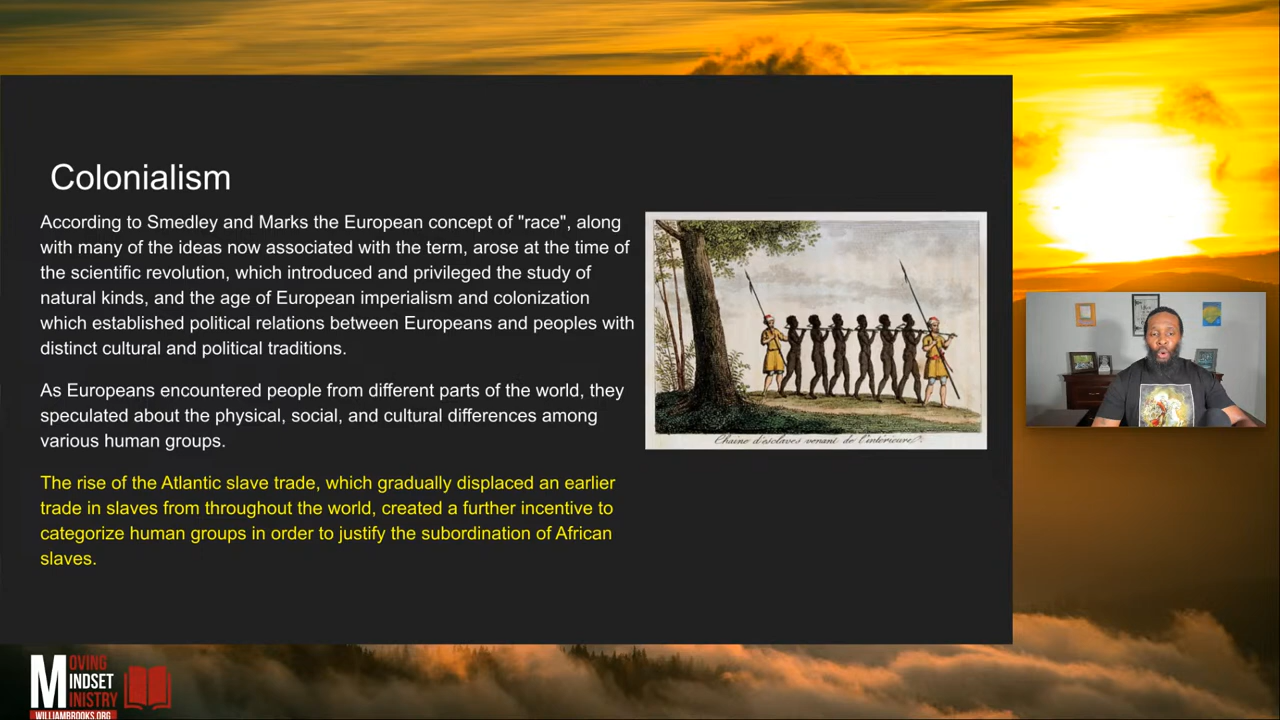 Colonialism
According to Smedley and Marks the European concept of "race", along
with many of the ideas now associated with the term, arose at the time of
the scientific revolution, which introduced and privileged the study of
natural kinds, and the age of European imperialism and colonization
which established political relations between Europeans and peoples with
distinct cultural and political traditions.
As Europeans encountered people from different parts of the world, they
speculated about the physical, social, and cultural differences among
various human groups.
The rise of the Atlantic slave trade, which gradually displaced an earlier
trade in slaves from throughout the world, created a further incentive to
categorize human groups in order to justify the subordination of African
slaves.
Chaine d'esclaves venant de l'intérieure.
MOVING
MINDSET
MINISTRY
WILLIAMBROOKS.ORG